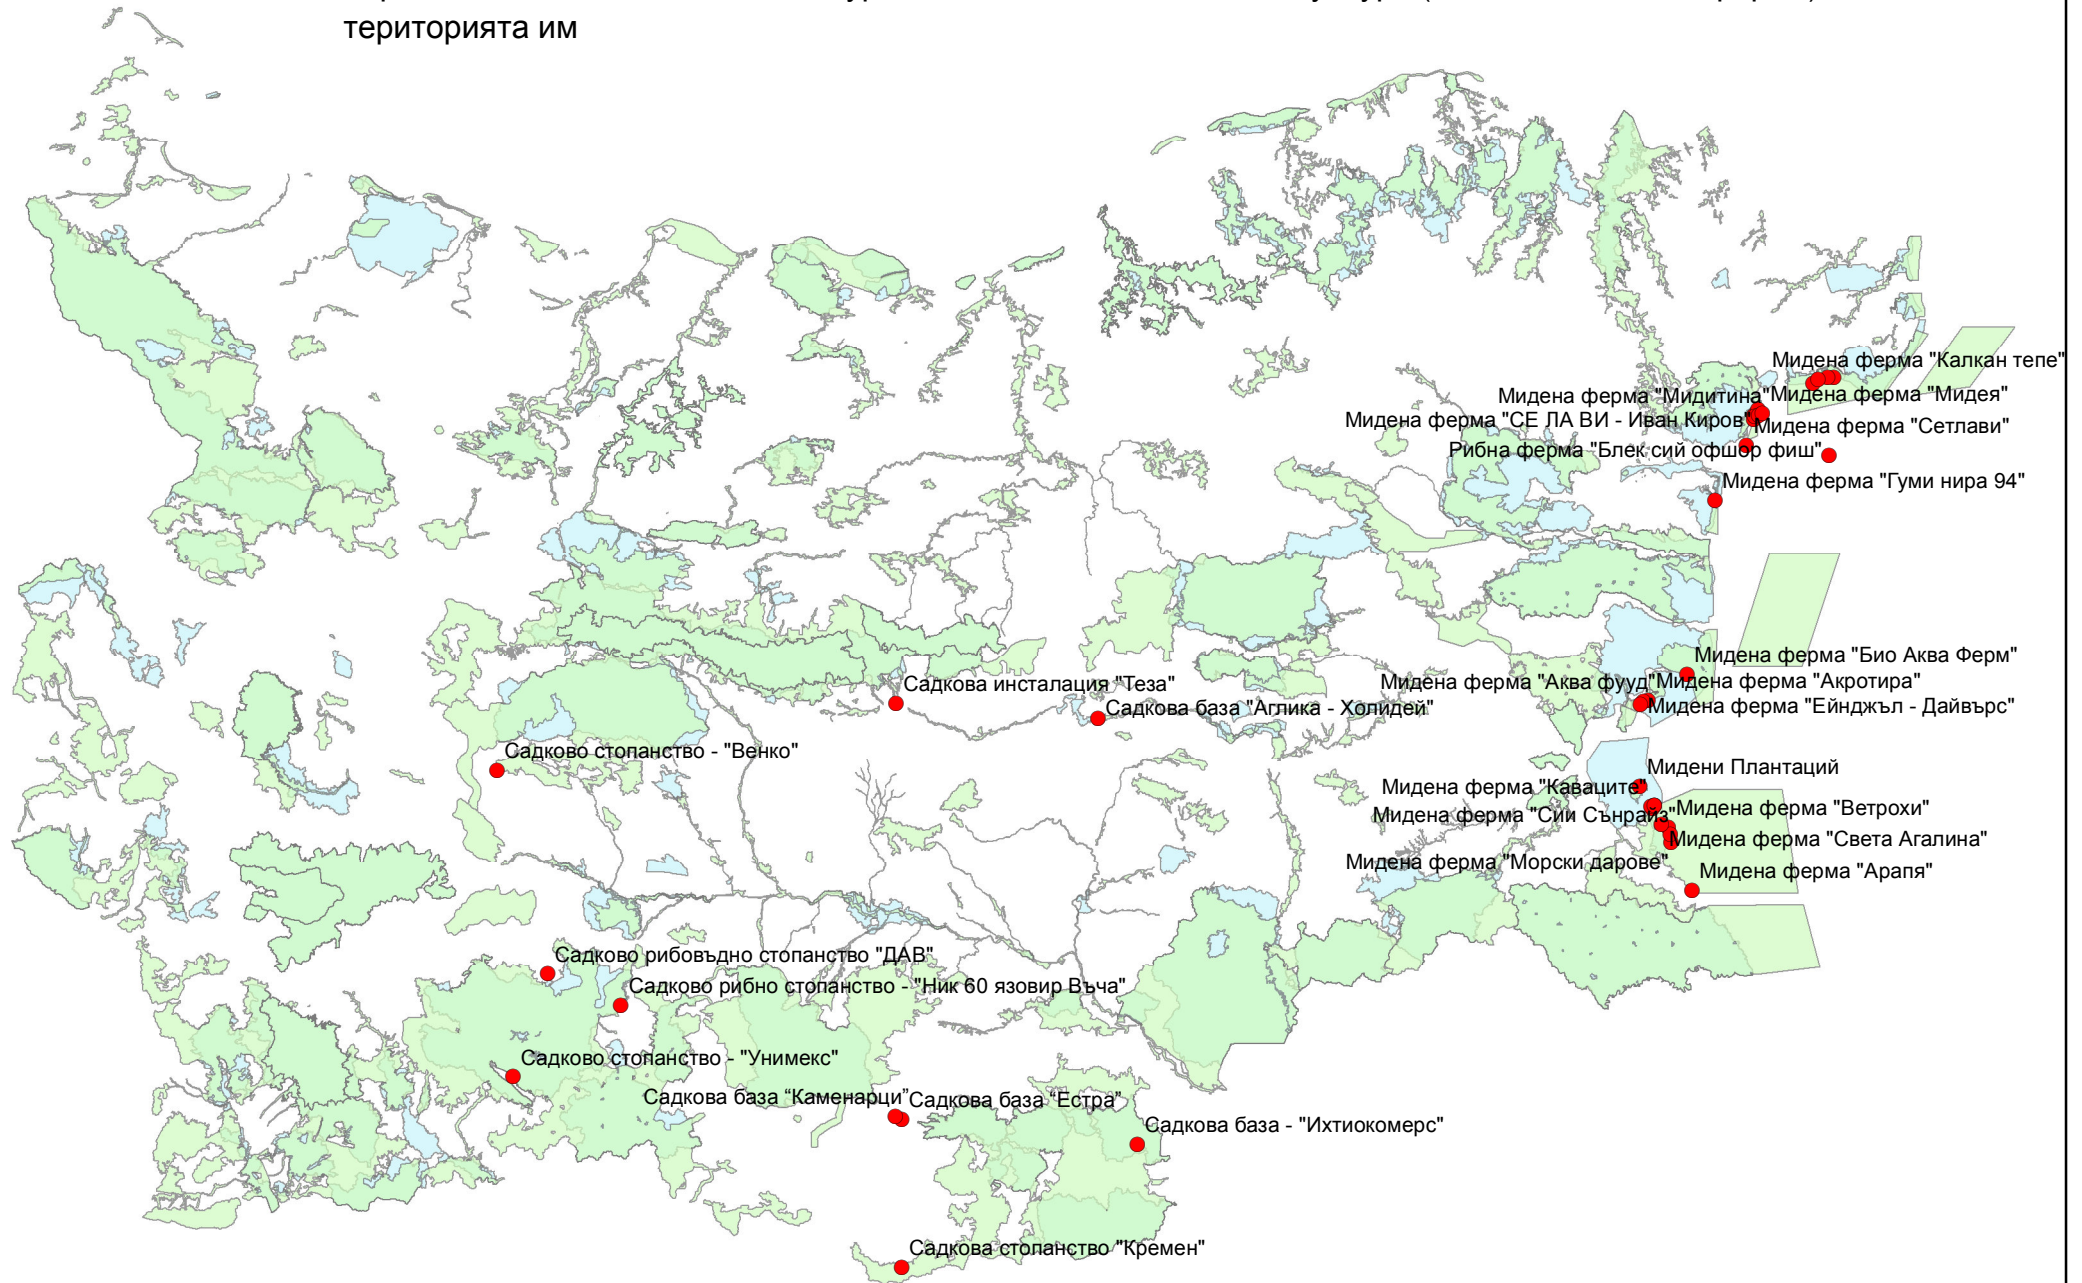 територията им
Мидена ферма "Калкан тепе"
Мидена ферма "Мидитина"
Мидена ферма "Мидея"
Мидена ферма "СЕ ЛА ВИ - Иван Киров"
Мидена ферма "Сетлави"
Рибна ферма "Блек сий офшор фиш"
Мидена ферма "Гуми нира 94"
Мидена ферма "Био Аква Ферм"
Мидена ферма "Аква фууд"
Мидена ферма "Акротира"
Садкова инсталация "Теза"
Садкова база "Аглика - Холидей"
Мидена ферма "Ейнджъл - Дайвърс"
Садково стопанство - "Венко"
Мидени Плантаций
Мидена ферма "Каваците"
Мидена ферма "Сии Сънрайз"
Мидена ферма "Ветрохи"
Мидена ферма "Света Агалина"
Мидена ферма "Морски дарове"
Мидена ферма "Арапя"
Садково рибовъдно стопанство "ДАВ"
Садково рибно стопанство - "Ник 60 язовир Въча"
Садково стопанство - "Унимекс"
Садкова база “Каменарци”
Садкова база “Естра”
Садкова база - "Ихтиокомерс"
Садкова стопанство "Кремен"